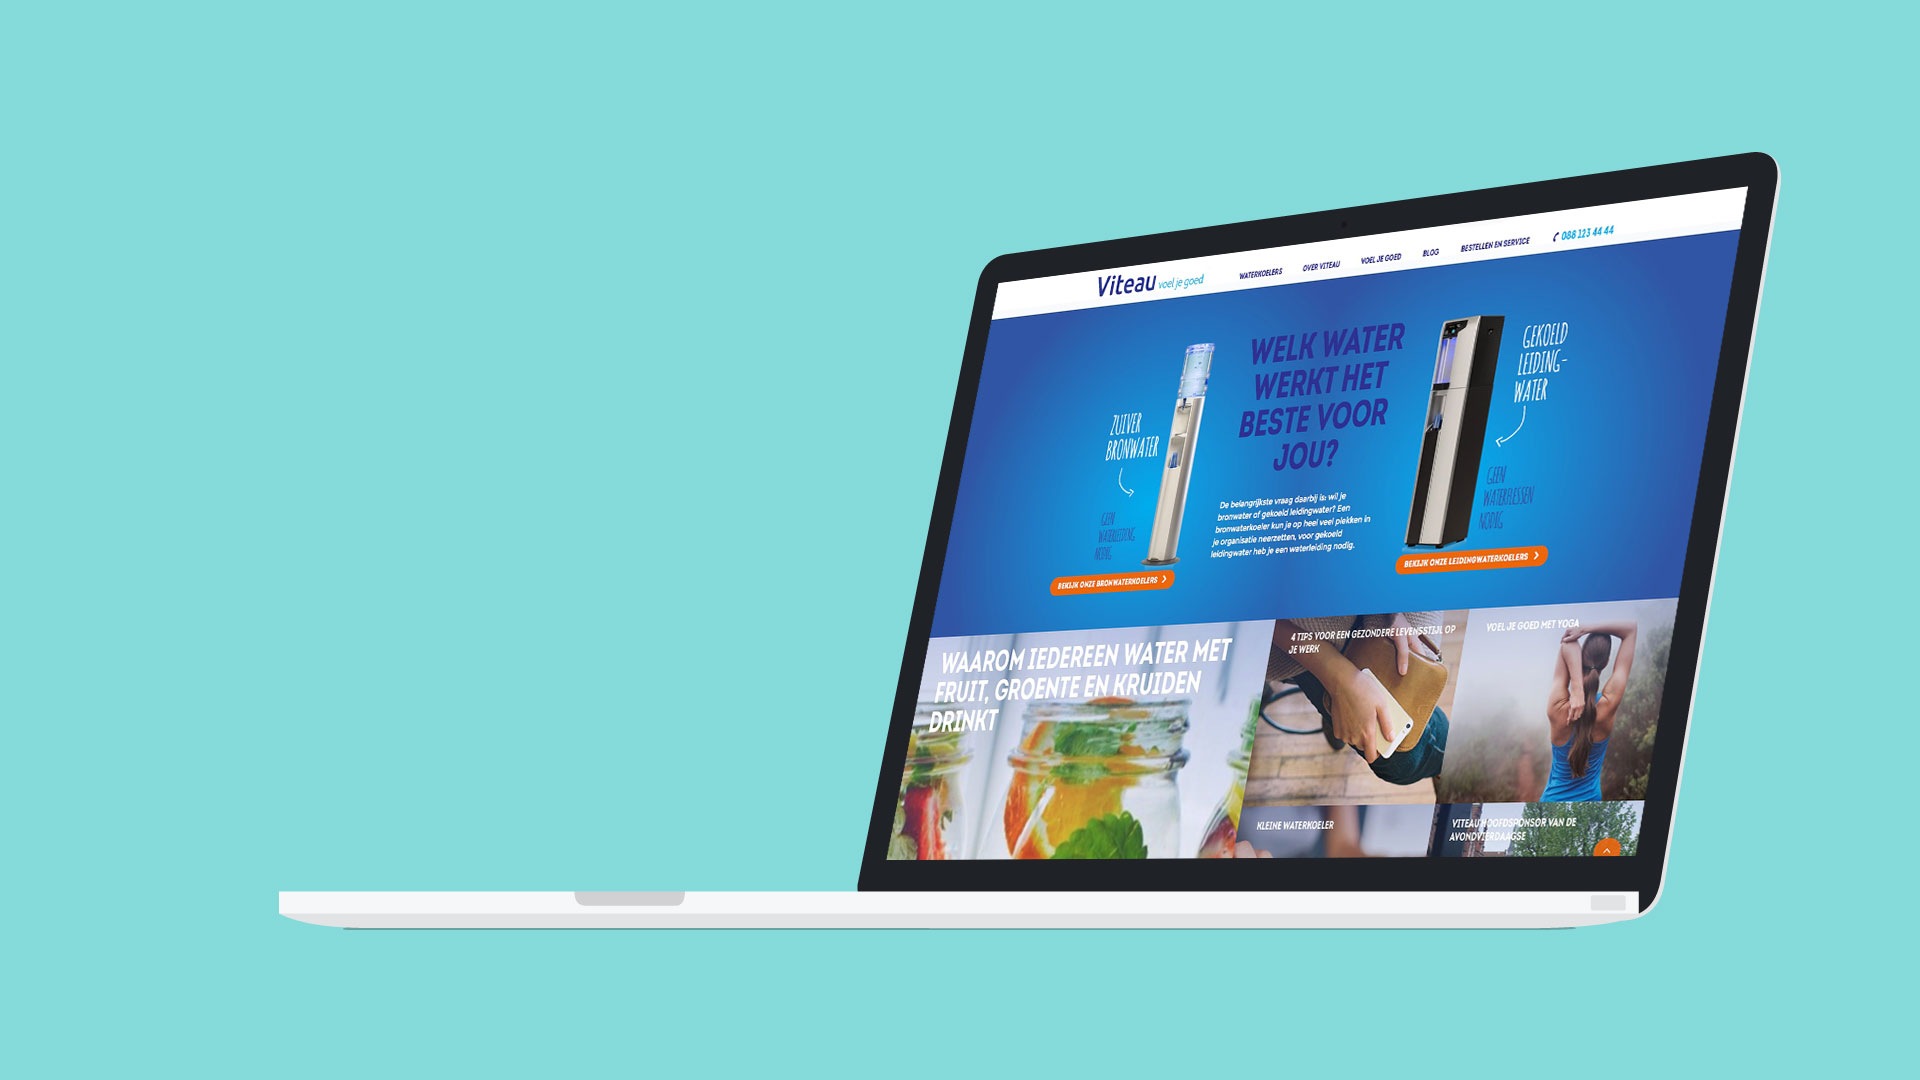 Viteau voel je goed
WATERKOELERS OVER VITEAU VOEL JE GOED BLOG BESTELLEN EN SERVICE 088 123 44 44
ZUIVER
BRONWATER
GEEN
WATERLEIDING
NODIG
BEKIJK ONZE BRONWATERKOELERS
WELK WATER
WERKT HET
BESTE VOOR
JOU?
De belangrijkste vraag daarbij is: wil je
bronwater of gekoeld leidingwater? Een
bronwaterkoeler kun je op heel veel plekken in
je organisatie neerzetten, voor gekoeld
leidingwater heb je een waterleiding nodig.
GEKOELD
LEIDING-
WATER
GEEN
WATERFLESSEN
NODIG
BEKIJK ONZE LEIDINGWATERKOELERS
WAAROM IEDEREEN WATER MET
FRUIT, GROENTE EN KRUIDEN
DRINKT
4 TIPS VOOR EEN GEZONDERE LEVENSSTIJL OP
JE WERK
VOEL JE GOED MET YOGA
KLEINE WATERKOELER
VITEAU HOOFDSPONSOR VAN DE
AVONDVIERDAAGSE